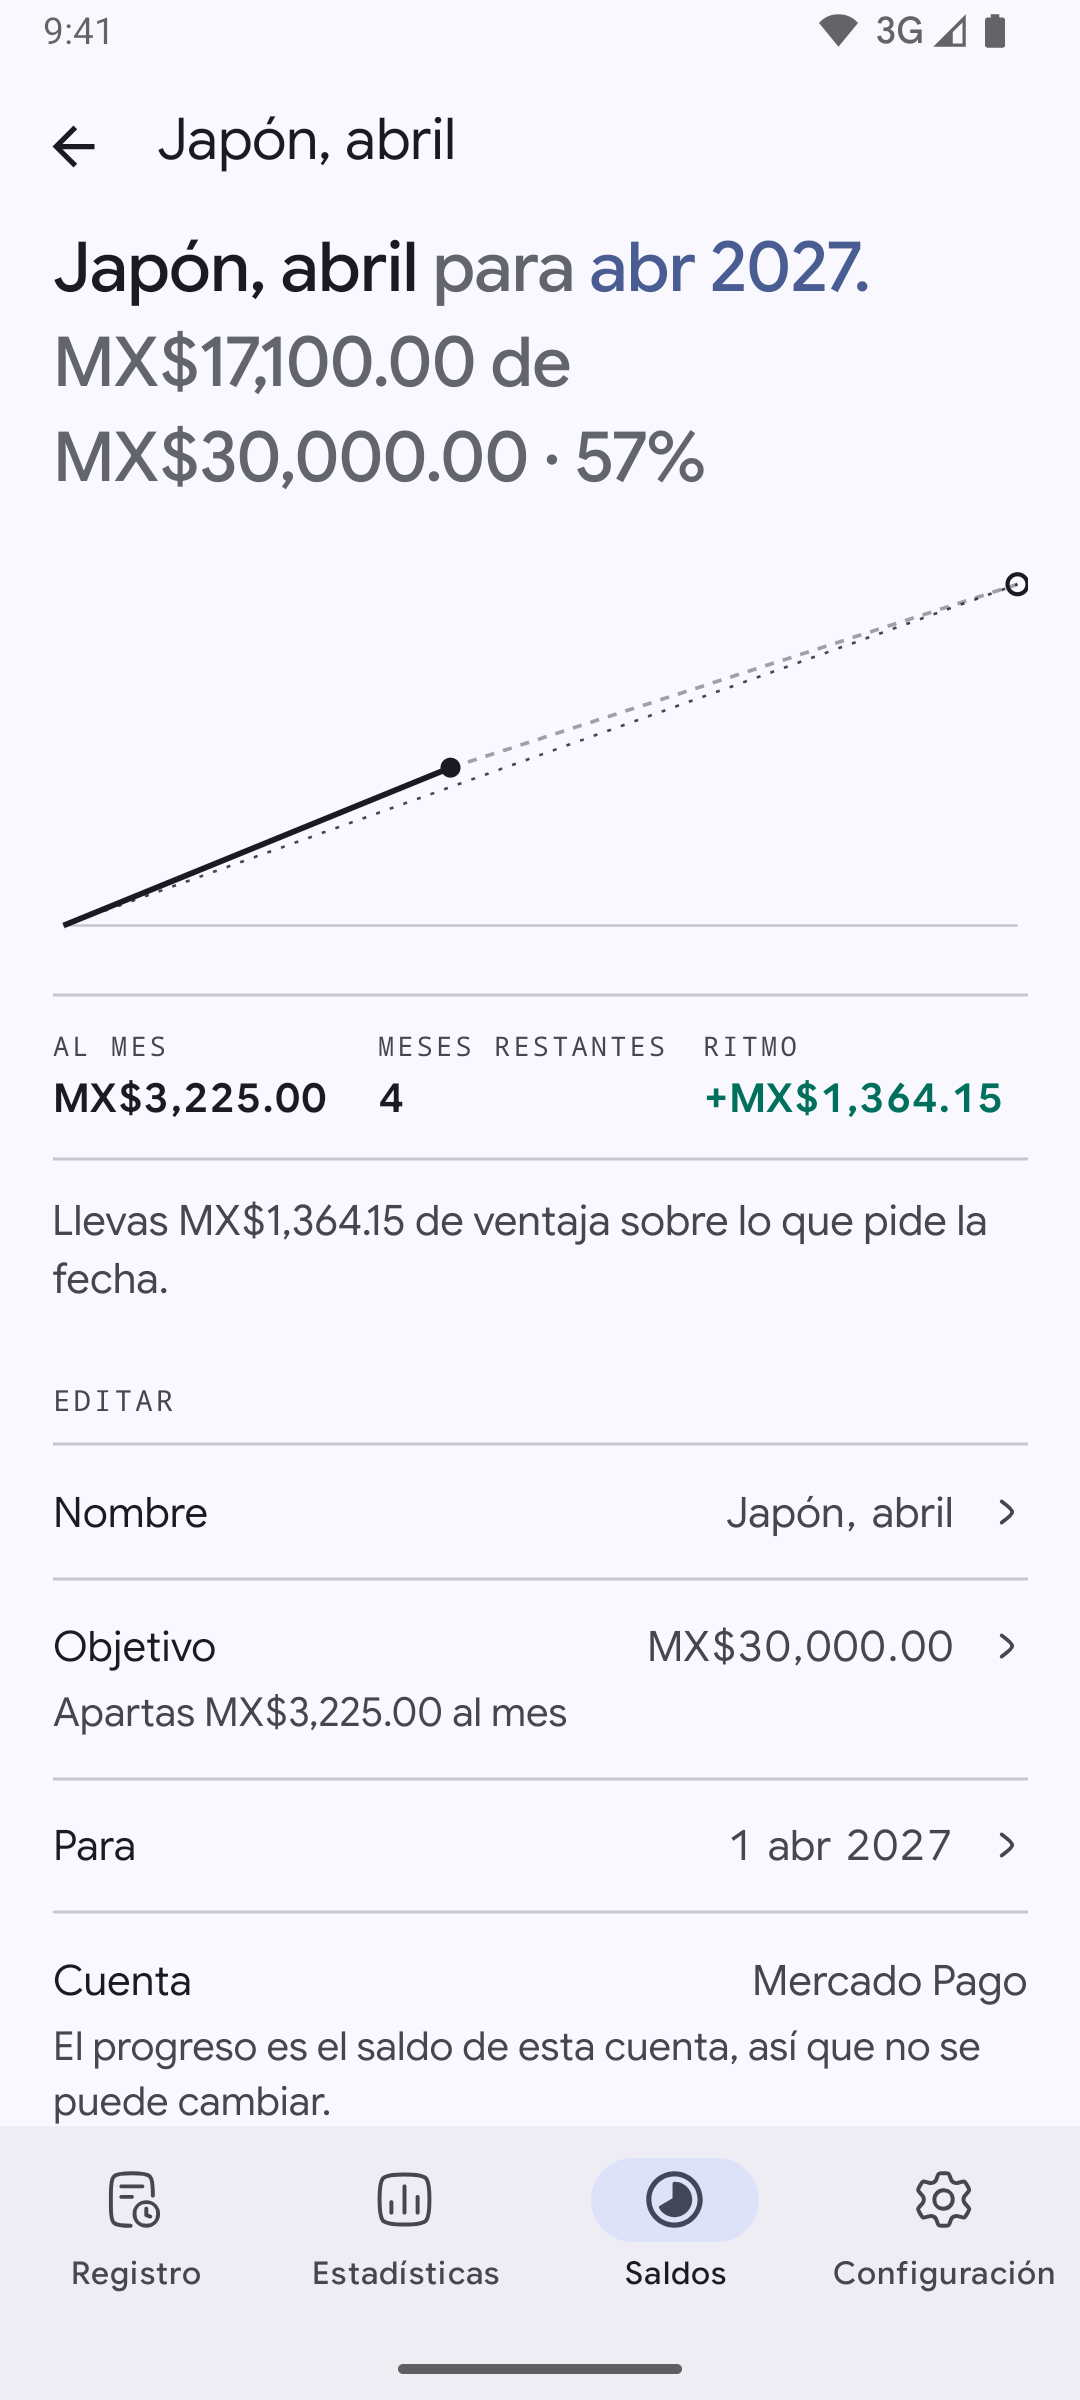 9:41
3G
Japón, abril
Japón, abril para abr 2027.
MX$17,100.00 de
MX$30,000.00 · 57%
AL MES
MESES RESTANTES
RITMO
MX$3,225.00
4
+MX$1,364.15
Llevas MX$1,364.15 de ventaja sobre lo que pide la
fecha.
EDITAR
Nombre
Japón, abril
Objetivo
MX$30,000.00
Apartas MX$3,225.00 al mes
Para
1 abr 2027
Cuenta
Mercado Pago
El progreso es el saldo de esta cuenta, así que no se
puede cambiar.
Registro
Estadísticas
Saldos
Configuración